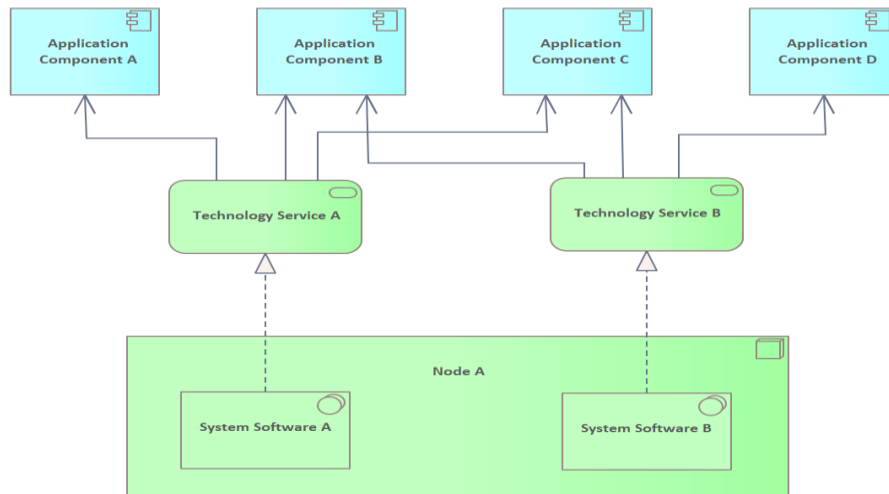 Application
Component A
Application
Component B
Application
Component C
Application
Component D
Technology Service A
Technology Service B
Node A
System Software A
System Software B